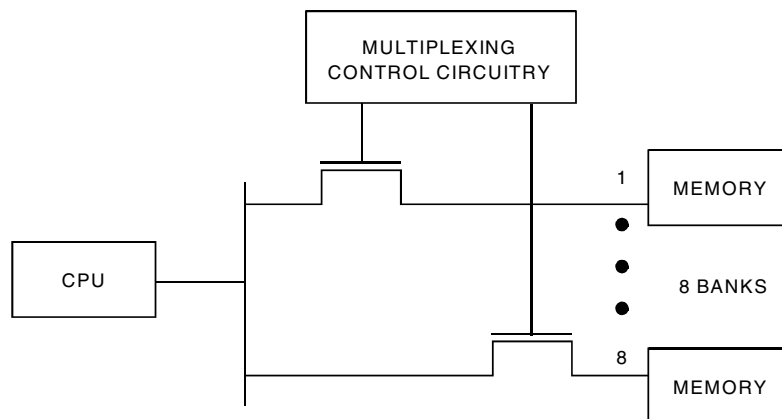 MULTIPLEXING
CONTROL CIRCUITRY
1
MEMORY
CPU
8 BANKS
8
MEMORY